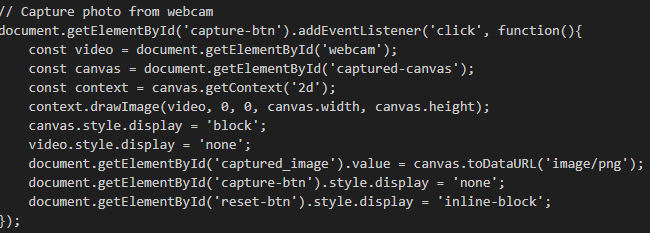 // Capture photo from webcam
document.getElementById('capture-btn').addEventListener('click', function(){
    const video = document.getElementById('webcam');
    const canvas = document.getElementById('captured-canvas');
    const context = canvas.getContext('2d');
    context.drawImage(video, 0, 0, canvas.width, canvas.height);
    canvas.style.display = 'block';
    video.style.display = 'none';
    document.getElementById('captured_image').value = canvas.toDataURL('image/png');
    document.getElementById('capture-btn').style.display = 'none';
    document.getElementById('reset-btn').style.display = 'inline-block';
});